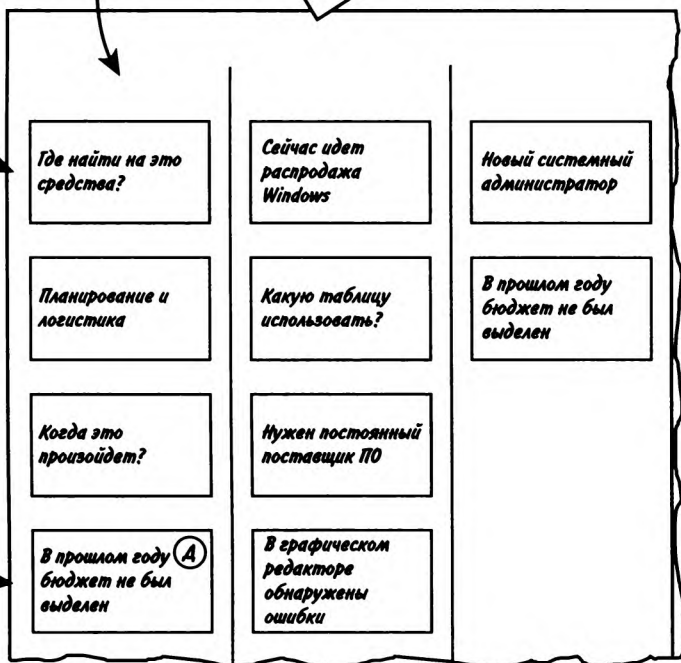 Где найти на это
средства?
Планирование и
логистика
Когда это
произойдет?
В прошлом году А
бюджет не был
выделен
Сейчас идет
распродажа
Windows
Какую таблицу
использовать?
Нужен постоянный
поставщик ПО
В графическом
редакторе
обнаружены
ошибки
Новый системный
администратор
В прошлом году
бюджет не был
выделен